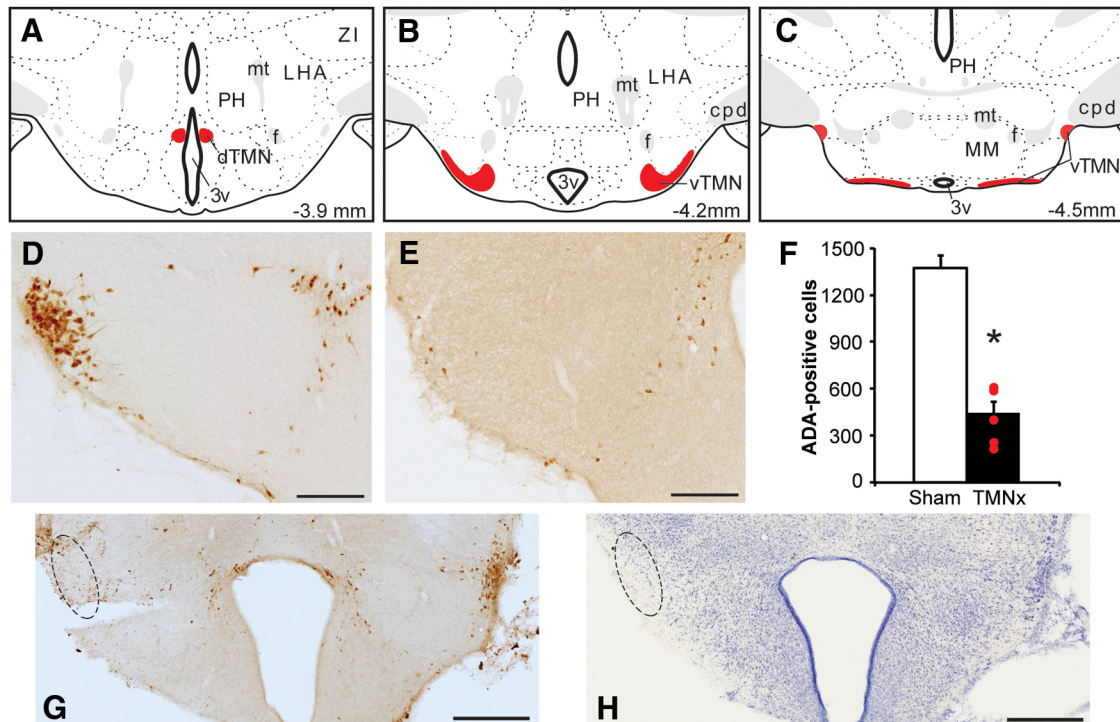 A
ZI
mt
LHA
PH
f
dTMN
3v
-3.9 mm
B
mt
LHA
PH
cpd
f
3v
vTMN
-4.2mm
C
PH
cpd
mt
f
MM
vTMN
3v
-4.5mm
D
E
F
ADA-positive cells
1500
1200
900
600
300
0
*
Sham TMNx
G
H